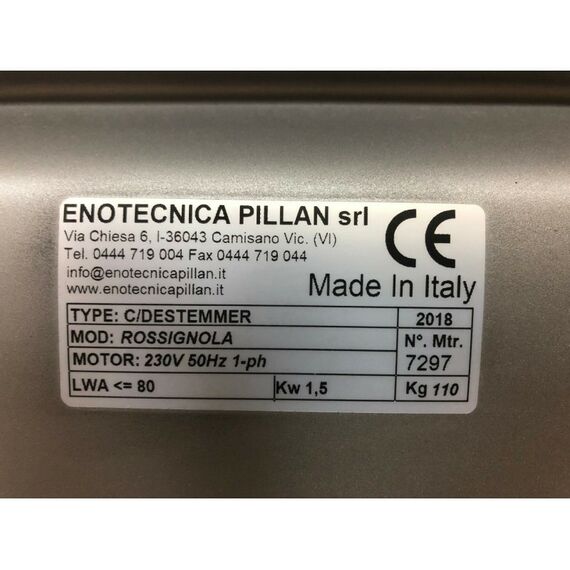 ENOTECNICA PILLAN srl
CE
Via Chiesa 6, I-36043 Camisano Vic. (VI)
Tel. 0444 719 004 Fax 0444 719 044
info@enotecnicapillan.it
www.enotecnicapillan.it
Made In Italy
TYPE: C/DESTEMMER 2018
MOD: ROSSIGNOLA N°. Mtr.
MOTOR: 230V 50Hz 1-ph 7297
LWA <= 80 Kw 1,5 Kg 110